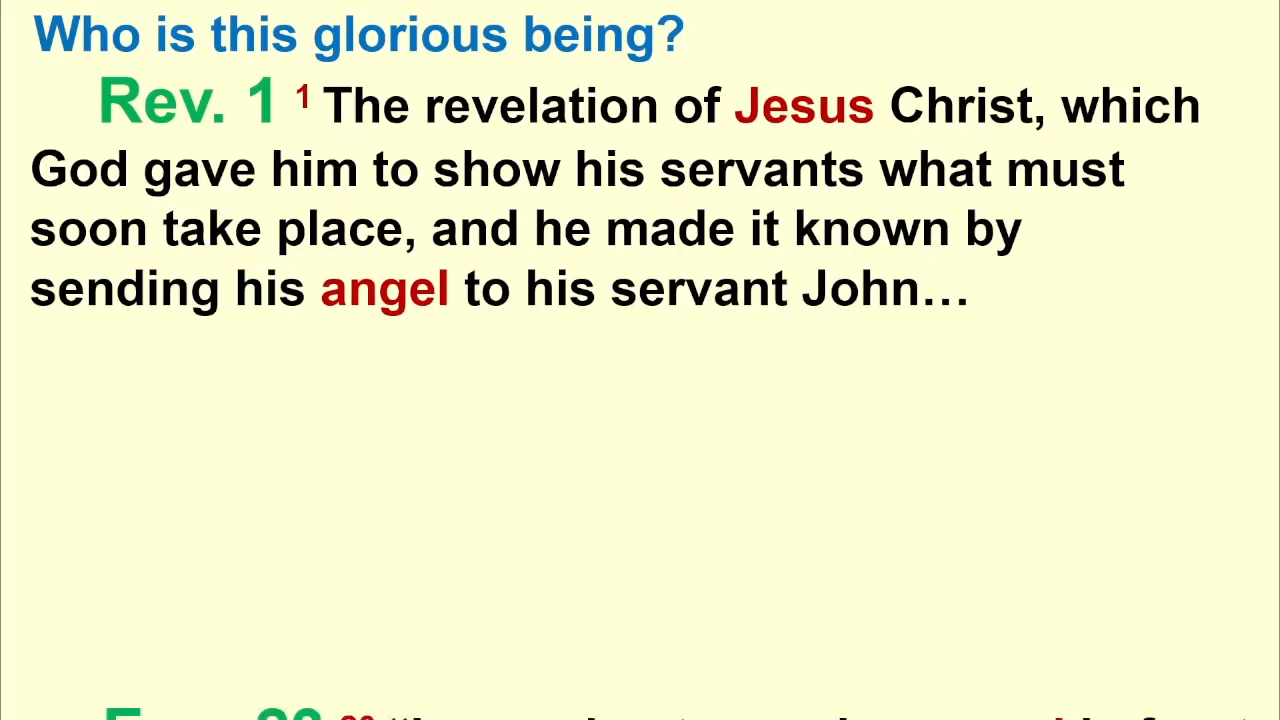 Who is this glorious being?
Rev. 1 1 The revelation of Jesus Christ, which
God gave him to show his servants what must
soon take place, and he made it known by
sending his angel to his servant John…